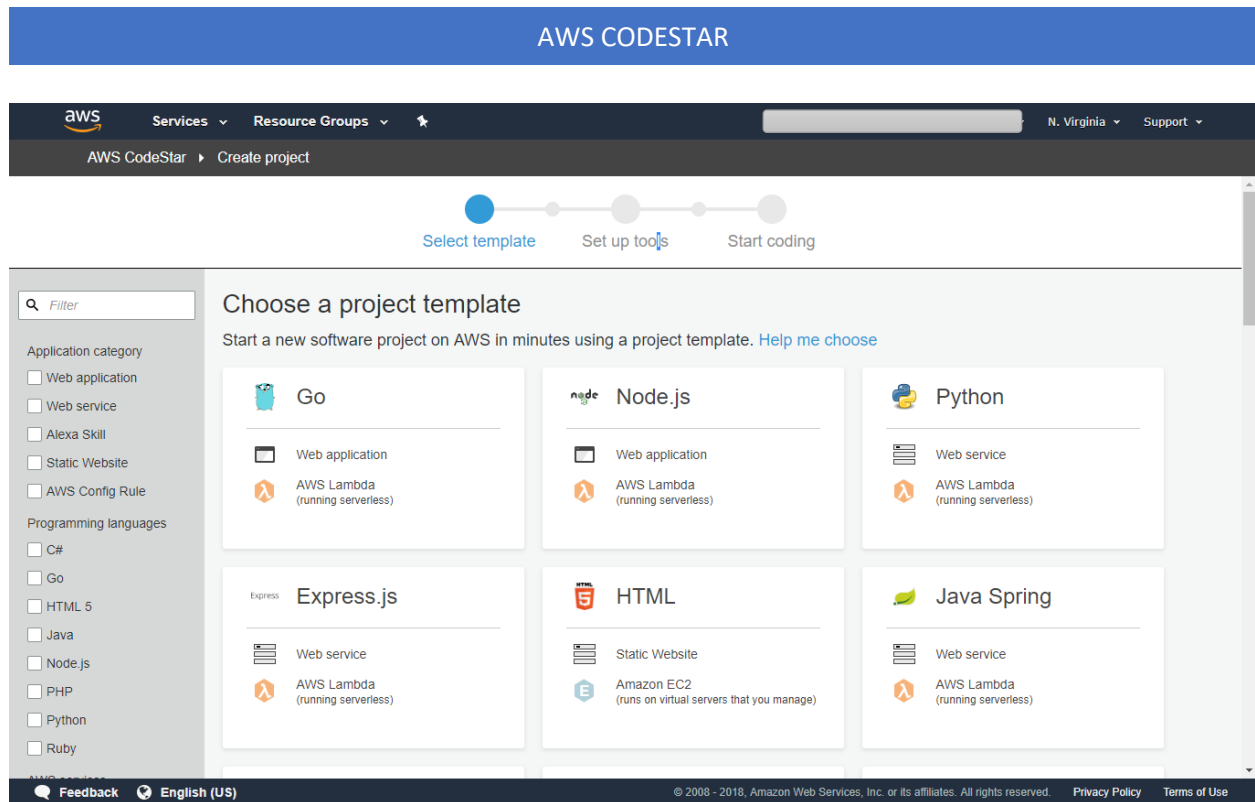 AWS CODESTAR
aws
Services
Resource Groups
N. Virginia
Support
AWS CodeStar
Create project
Select template
Set up tools
Start coding
Filter
Application category
Web application
Web service
Alexa Skill
Static Website
AWS Config Rule
Programming languages
C#
Go
HTML 5
Java
Node.js
PHP
Python
Ruby
AWS services
Choose a project template
Start a new software project on AWS in minutes using a project template. Help me choose
Go
Web application
AWS Lambda
(running serverless)
node
Node.js
Web application
AWS Lambda
(running serverless)
Python
Web service
AWS Lambda
(running serverless)
Express
Express.js
Web service
AWS Lambda
(running serverless)
HTML
5
HTML
Static Website
E
Amazon EC2
(runs on virtual servers that you manage)
Java Spring
Web service
AWS Lambda
(running serverless)
Feedback
English (US)
© 2008 - 2018, Amazon Web Services, Inc. or its affiliates. All rights reserved.
Privacy Policy
Terms of Use